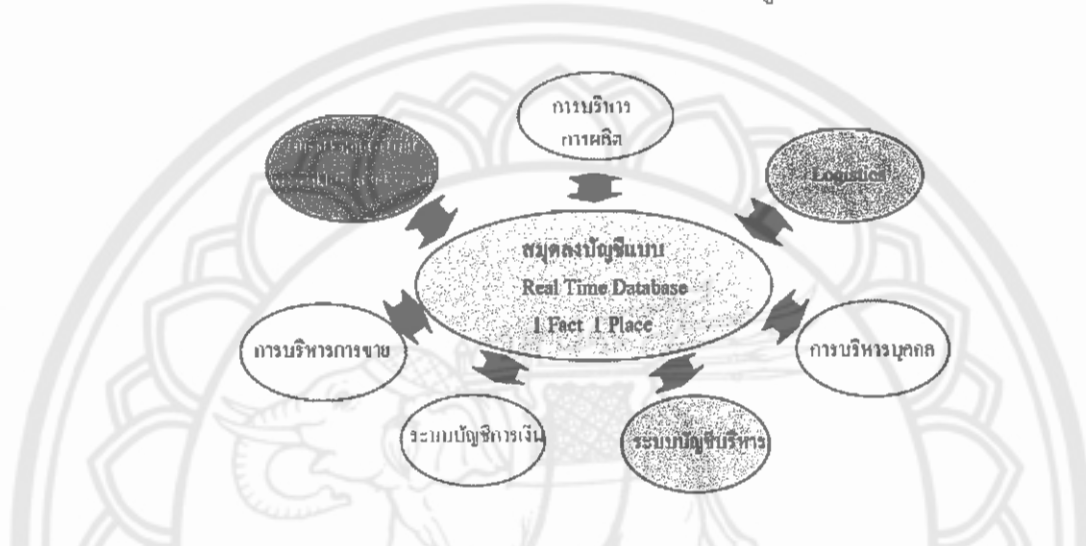 การบริหาร
การผลิต
Logistics
สมุดลงบัญชีแบบ
Real Time Database
1 Fact 1 Place
การบริหารการขาย
การบริหารบุคคล
ระบบบัญชีการเงิน
ระบบบัญชีบริหาร